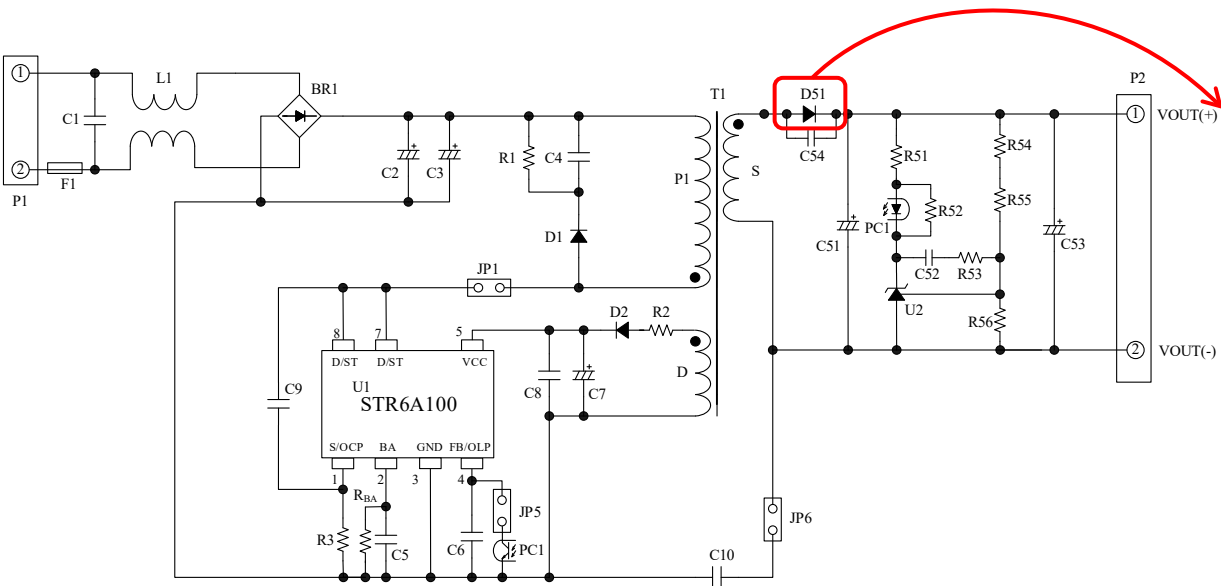 T1
D51
P2
L1
BR1
1
1
VOUT(+)
C1
C54
R51
R54
R1
C4
S
C2
C3
P1
2
F1
R52
R55
P1
PC1
C51
C53
D1
C52
R53
JP1
U2
D2
R2
R56
8
7
5
2
VOUT(-)
D/ST
D/ST
VCC
D
C9
U1
C8
C7
STR6A100
S/OCP
BA
GND
FB/OLP
1
2
3
4
RBA
JP5
JP6
R3
C5
C6
PC1
C10